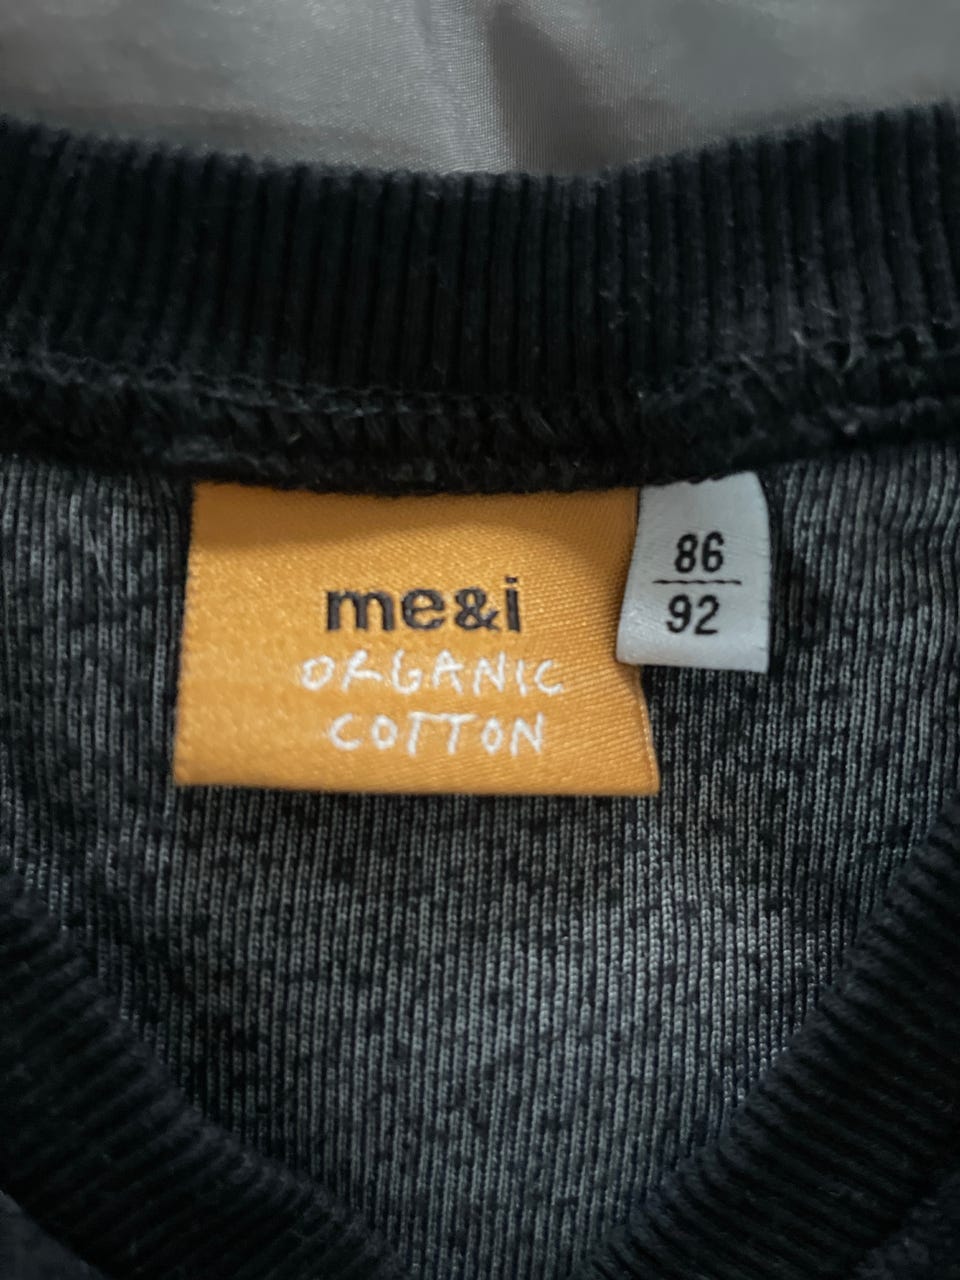 me&i
ORGANIC
COTTON
86
92